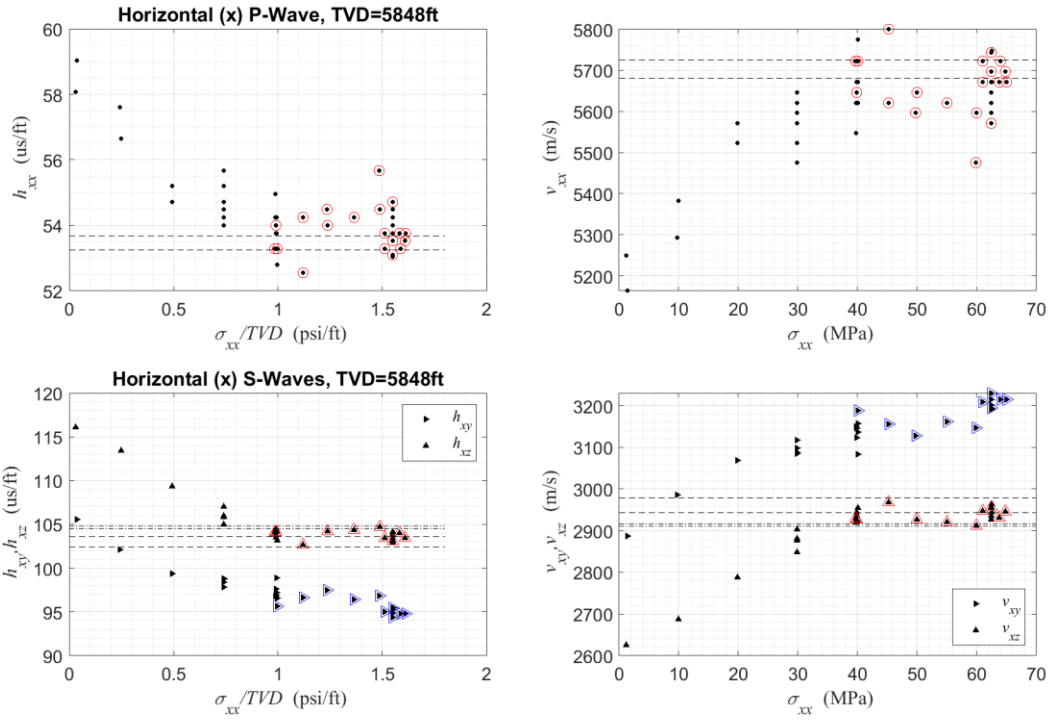 Horizontal (x) P-Wave, TVD=5848ft
60
58
56
54
52
h_xx (us/ft)
0
0.5
1
1.5
2
σ_xx/TVD (psi/ft)
5800
5700
5600
5500
5400
5300
5200
v_xx (m/s)
0 10 20 30 40 50 60 70
σ_xx (MPa)
Horizontal (x) S-Waves, TVD=5848ft
120
115
110
105
100
95
90
h_xy,h_xz (us/ft)
h_xy
h_xz
0
0.5
1
1.5
2
σ_xx/TVD (psi/ft)
3200
3100
3000
2900
2800
2700
2600
v_xy,v_xz (m/s)
v_xy
v_xz
0 10 20 30 40 50 60 70
σ_xx (MPa)